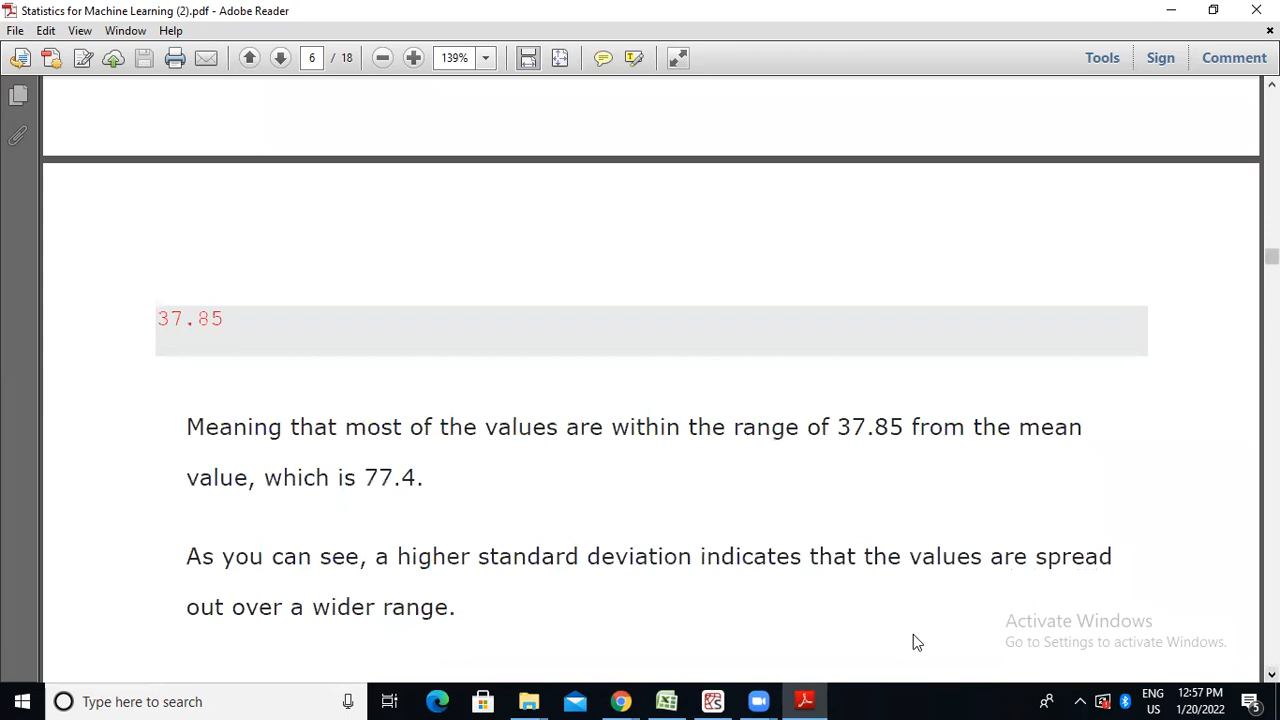 Statistics for Machine Learning (2).pdf - Adobe Reader
File Edit View Window Help
6 / 18 139% Tools Sign Comment
37.85
Meaning that most of the values are within the range of 37.85 from the mean
value, which is 77.4.
As you can see, a higher standard deviation indicates that the values are spread
out over a wider range.
Activate Windows
Go to Settings to activate Windows.
Type here to search
ENG
US
12:57 PM
1/20/2022
5